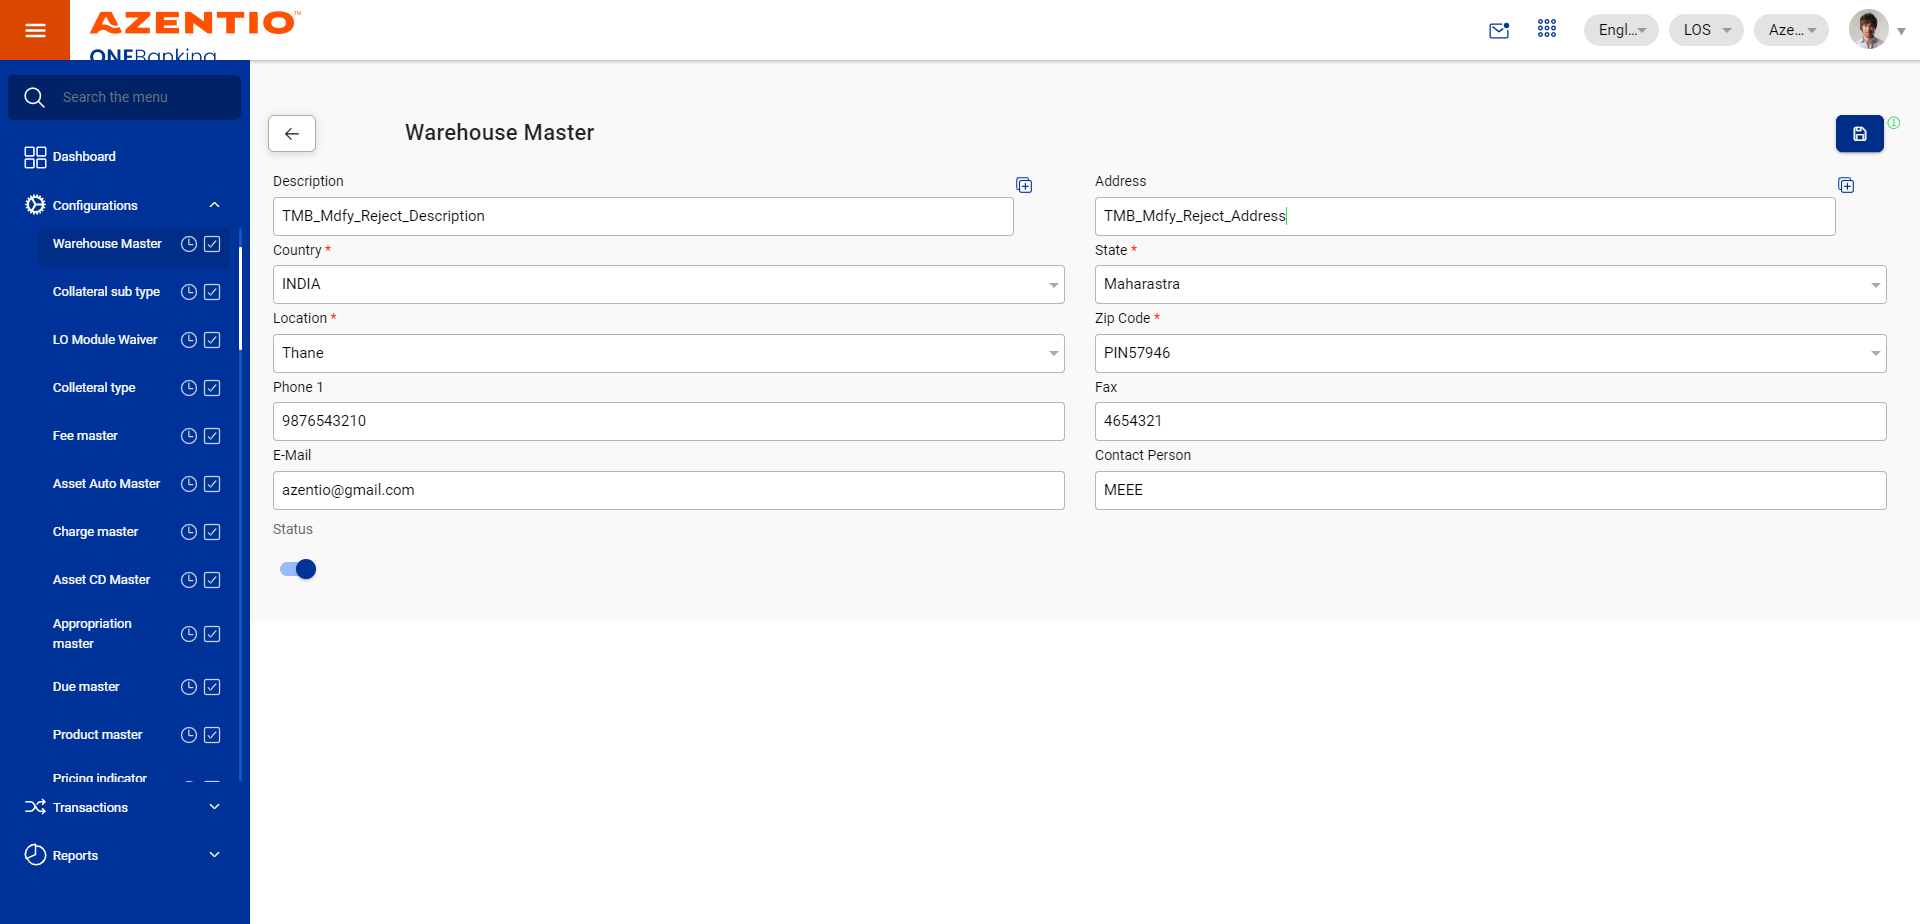 AZENTIO™
ONEBanking
Engl...
LOS
Aze...
Search the menu
Dashboard
Configurations
Warehouse Master
Collateral sub type
LO Module Waiver
Colleteral type
Fee master
Asset Auto Master
Charge master
Asset CD Master
Appropriation
master
Due master
Product master
Pricing indicator
Transactions
Reports
Warehouse Master
Description
TMB_Mdfy_Reject_Description
Address
TMB_Mdfy_Reject_Address
Country *
INDIA
State *
Maharastra
Location *
Thane
Zip Code *
PIN57946
Phone 1
9876543210
Fax
4654321
E-Mail
azentio@gmail.com
Contact Person
MEEE
Status